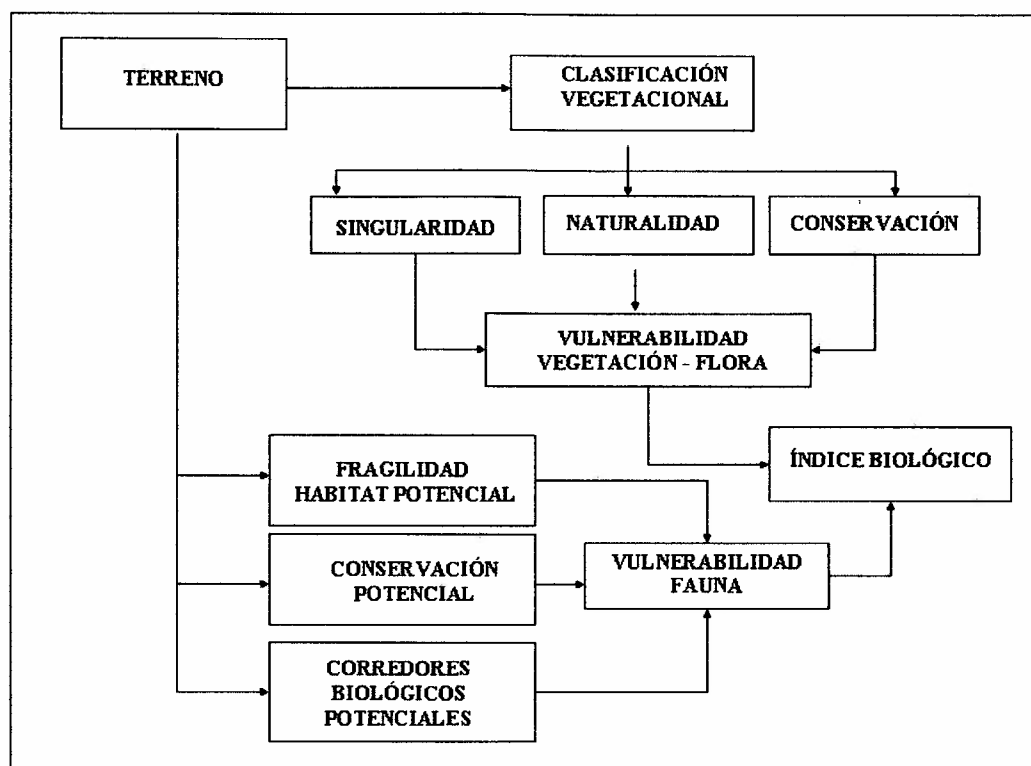 TERRENO
CLASIFICACIÓN
VEGETACIONAL
SINGULARIDAD
NATURALIDAD
CONSERVACIÓN
VULNERABILIDAD
VEGETACIÓN - FLORA
FRAGILIDAD
HABITAT POTENCIAL
ÍNDICE BIOLÓGICO
CONSERVACIÓN
POTENCIAL
VULNERABILIDAD
FAUNA
CORREDORES
BIOLÓGICOS
POTENCIALES